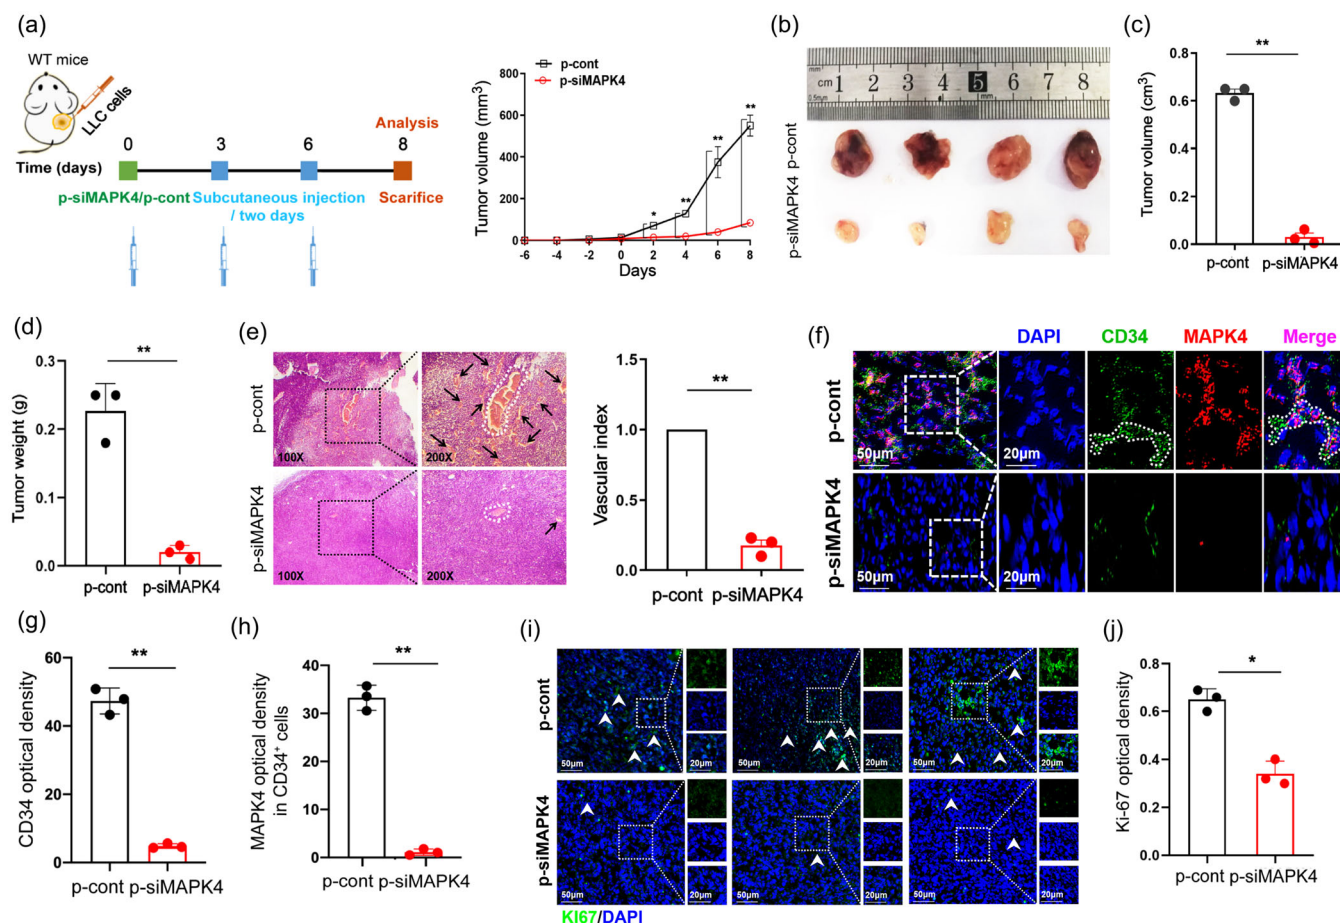 (a)
WT mice
LLC cells
Analysis
Time (days)
0
3
6
8
p-siMAPK4/p-cont
Subcutaneous injection
/ two days
Scarifice
p-cont
p-siMAPK4
Tumor volume (mm³)
800
600
400
200
0
*
**
**
**
-6
-4
-2
0
2
4
6
8
Days
(b)
cm
1 2 3 4 5 6 7 8
mm
0.5mm
mm
p-cont
p-siMAPK4
(c)
**
Tumor volume (cm³)
0.8
0.6
0.4
0.2
0.0
p-cont
p-siMAPK4
(d)
**
Tumor weight (g)
0.3
0.2
0.1
0.0
p-cont
p-siMAPK4
(e)
p-cont
100X
200X
p-siMAPK4
100X
200X
**
Vascular index
1.5
1.0
0.5
0.0
p-cont
p-siMAPK4
(f)
DAPI
CD34
MAPK4
Merge
p-cont
50μm
20μm
p-siMAPK4
50μm
20μm
(g)
**
CD34 optical density
60
40
20
0
p-cont
p-siMAPK4
(h)
**
MAPK4 optical density
in CD34⁺ cells
40
30
20
10
0
p-cont
p-siMAPK4
(i)
p-cont
50μm
20μm
50μm
20μm
50μm
20μm
p-siMAPK4
50μm
20μm
50μm
20μm
50μm
20μm
KI67/DAPI
(j)
*
Ki-67 optical density
0.8
0.6
0.4
0.2
0.0
p-cont
p-siMAPK4